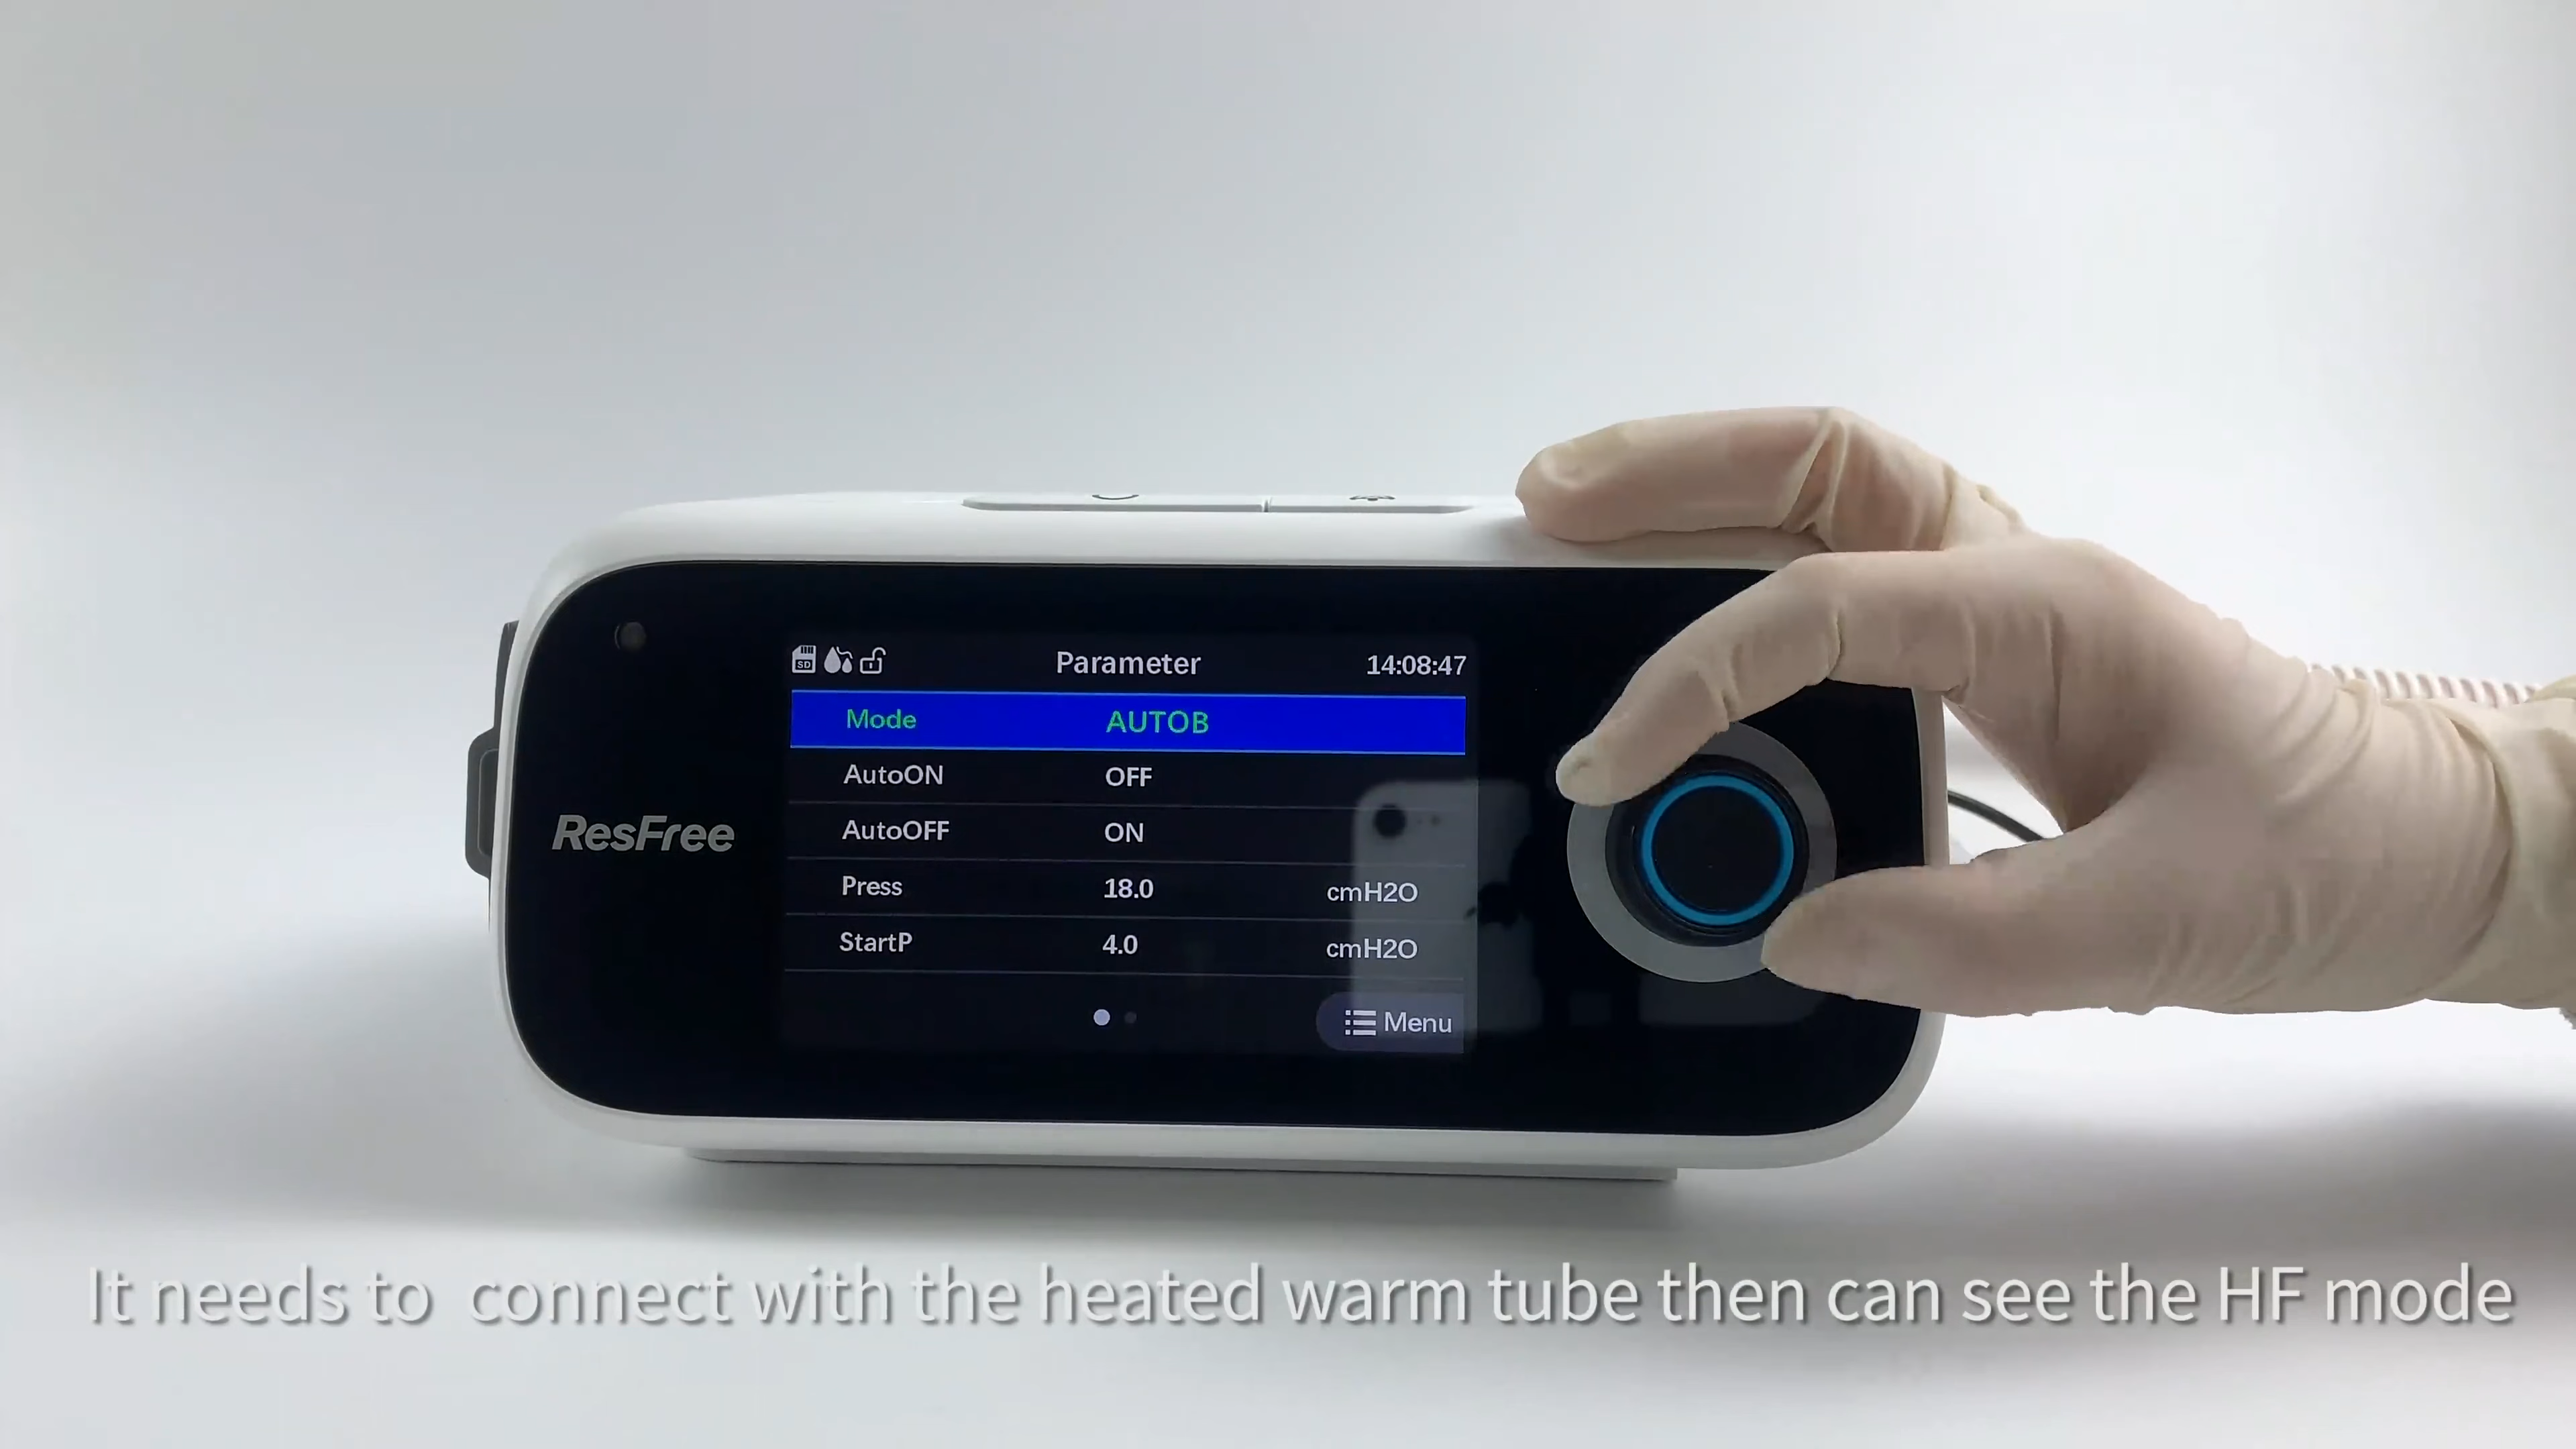 SD Parameter 14:08:47
Mode AUTOB
AutoON OFF
AutoOFF ON
ResFree
Press 18.0 cmH2O
StartP 4.0 cmH2O
Menu
It needs to connect with the heated warm tube then can see the HF mode